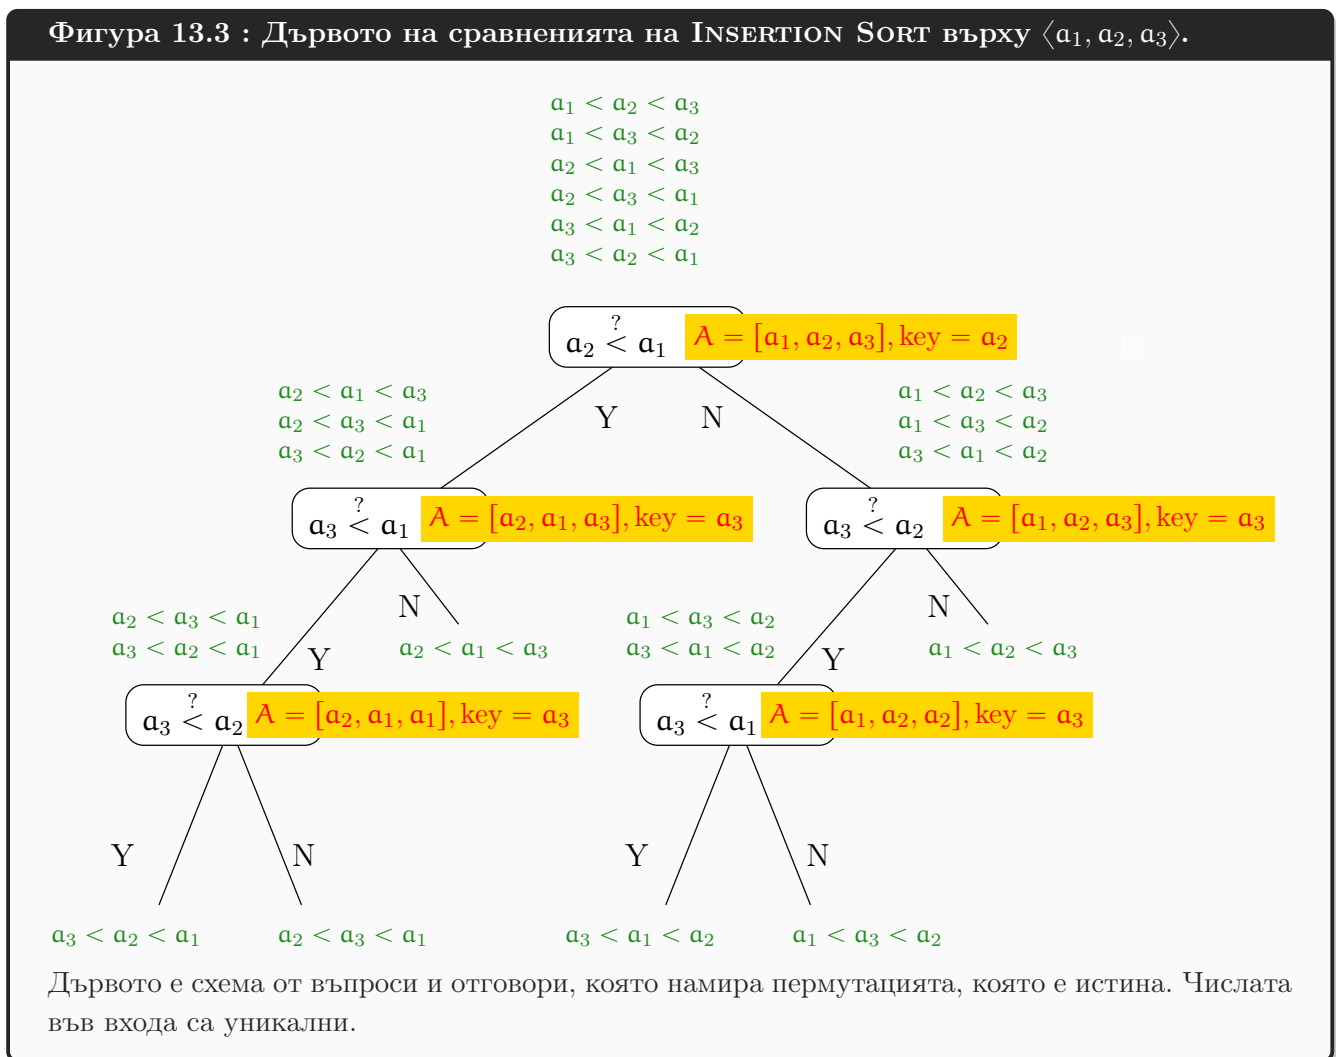 Фигура 13.3 : Дървото на сравненията на INSERTION SORT върху ⟨a₁, a₂, a₃⟩.
a₁ < a₂ < a₃
a₁ < a₃ < a₂
a₂ < a₁ < a₃
a₂ < a₃ < a₁
a₃ < a₁ < a₂
a₃ < a₂ < a₁
a₂ <? a₁ A = [a₁, a₂, a₃], key = a₂
Y N
a₂ < a₁ < a₃
a₂ < a₃ < a₁
a₃ < a₂ < a₁
a₁ < a₂ < a₃
a₁ < a₃ < a₂
a₃ < a₁ < a₂
a₃ <? a₁ A = [a₂, a₁, a₃], key = a₃
a₃ <? a₂ A = [a₁, a₂, a₃], key = a₃
a₂ < a₃ < a₁
a₃ < a₂ < a₁
Y
N
a₂ < a₁ < a₃
a₁ < a₃ < a₂
a₃ < a₁ < a₂
Y
N
a₁ < a₂ < a₃
a₃ <? a₂ A = [a₂, a₁, a₁], key = a₃
a₃ <? a₁ A = [a₁, a₂, a₂], key = a₃
Y N
Y N
a₃ < a₂ < a₁
a₂ < a₃ < a₁
a₃ < a₁ < a₂
a₁ < a₃ < a₂
Дървото е схема от въпроси и отговори, която намира пермутацията, която е истина. Числата
във входа са уникални.